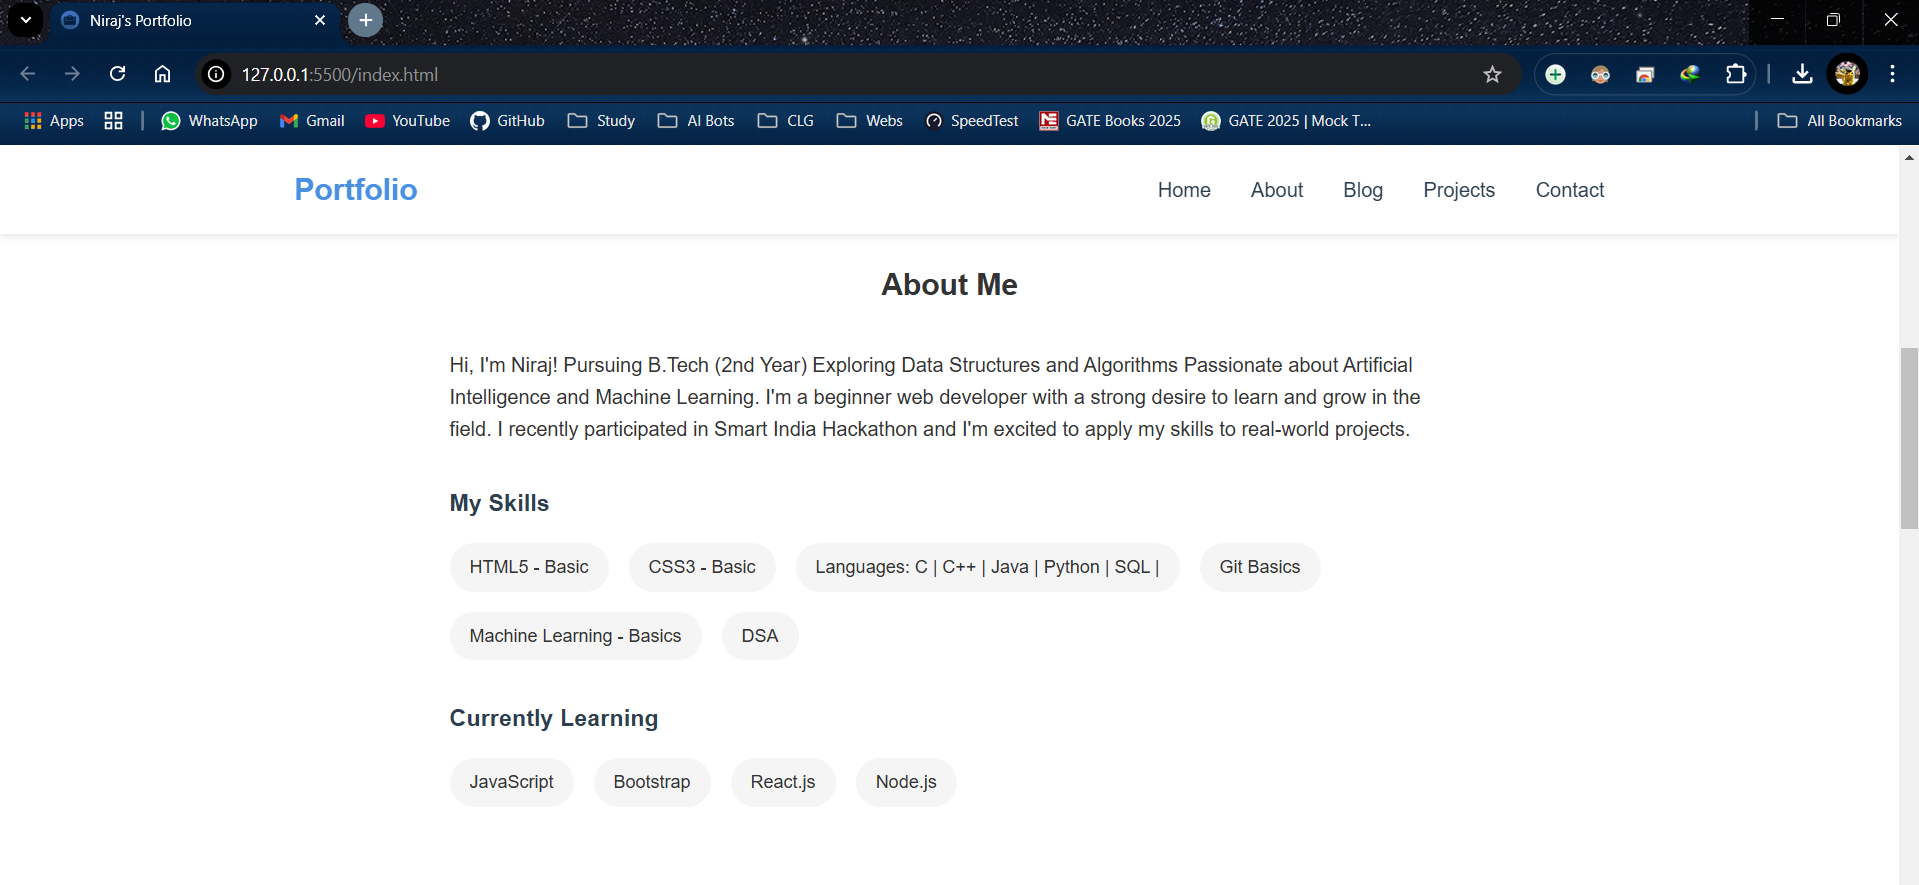 Niraj's Portfolio
127.0.0.1:5500/index.html
Apps WhatsApp Gmail YouTube GitHub Study AI Bots CLG Webs SpeedTest GATE Books 2025 GATE 2025 | Mock T... All Bookmarks
Portfolio Home About Blog Projects Contact
About Me
Hi, I'm Niraj! Pursuing B.Tech (2nd Year) Exploring Data Structures and Algorithms Passionate about Artificial
Intelligence and Machine Learning. I'm a beginner web developer with a strong desire to learn and grow in the
field. I recently participated in Smart India Hackathon and I'm excited to apply my skills to real-world projects.
My Skills
HTML5 - Basic CSS3 - Basic Languages: C | C++ | Java | Python | SQL | Git Basics
Machine Learning - Basics DSA
Currently Learning
JavaScript Bootstrap React.js Node.js